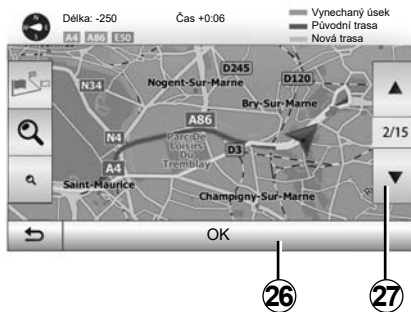 Délka: -250 Čas +0:06
Vynechaný úsek
Původní trasa
Nová trasa
A4 A86 E50
D245
D120
N34
Nogent-Sur-Marne
Bry-Sur-Marne
A86
2/15
N4
Parc De
Loisirs
Du
Tremblay
D3
A4
Saint-Maurice
Champigny-Sur-Marne
OK
26
27